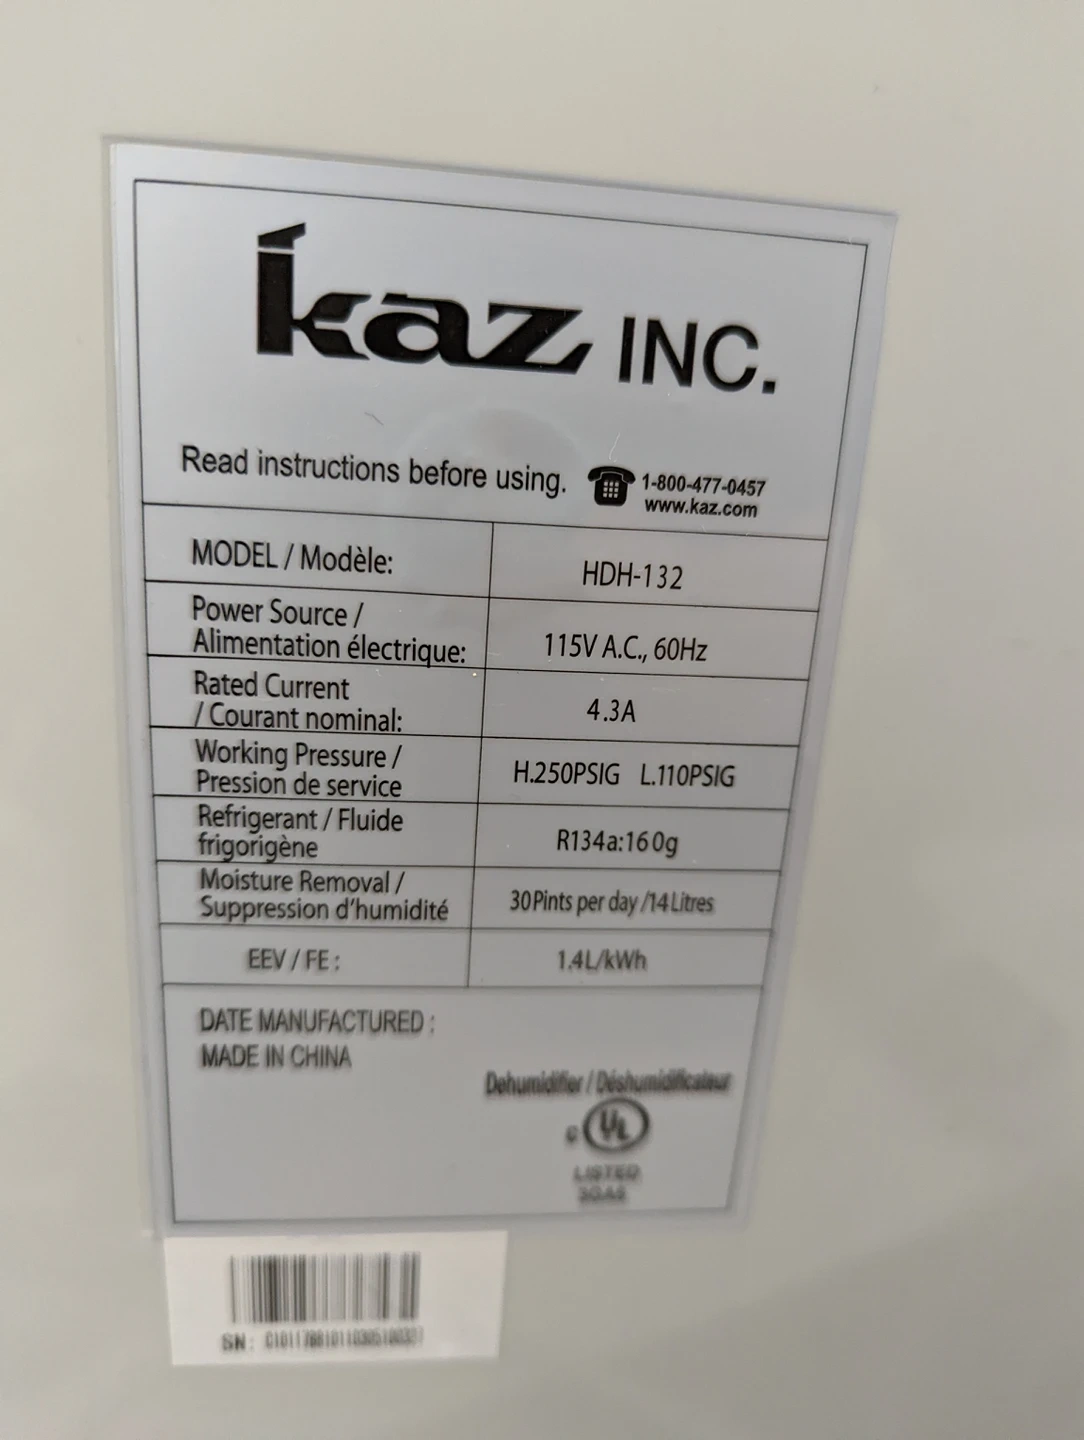 kaz INC.
Read instructions before using.
1-800-477-0457
www.kaz.com
MODEL / Modèle: HDH-132
Power Source /
Alimentation électrique: 115V A.C., 60Hz
Rated Current
/ Courant nominal: 4.3A
Working Pressure /
Pression de service H.250PSIG L.110PSIG
Refrigerant / Fluide
frigorigène R134a:160g
Moisture Removal /
Suppression d'humidité 30Pints per day /14 Litres
EEV / FE : 1.4L/kWh
DATE MANUFACTURED :
MADE IN CHINA
Dehumidifier / Déshumidificateur
c UL
LISTED
SN: